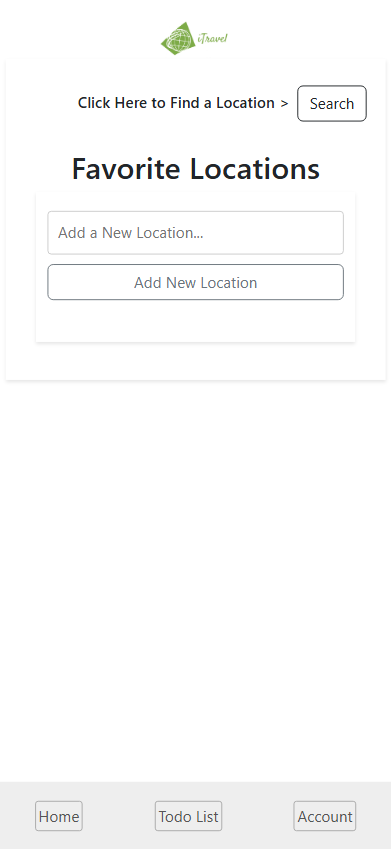 iTravel
Click Here to Find a Location > Search
Favorite Locations
Add a New Location...
Add New Location
Home Todo List Account